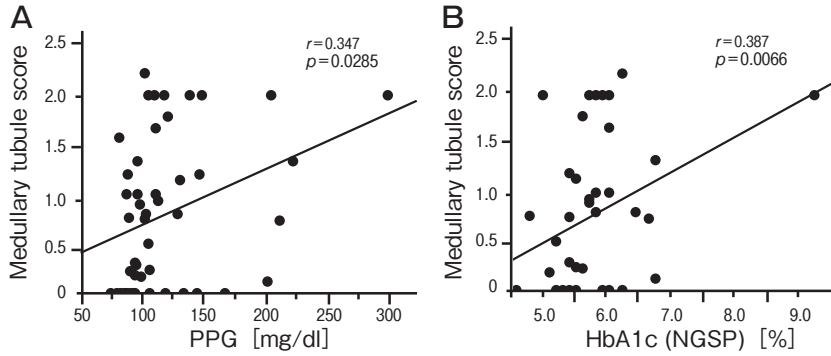 A
r=0.347
p=0.0285
Medullary tubule score
2.5
2.0
1.5
1.0
0.5
0
50 100 150 200 250 300
PPG [mg/dl]
B
r=0.387
p=0.0066
Medullary tubule score
2.5
2.0
1.5
1.0
0.5
0
5.0 6.0 7.0 8.0 9.0
HbA1c (NGSP) [%]